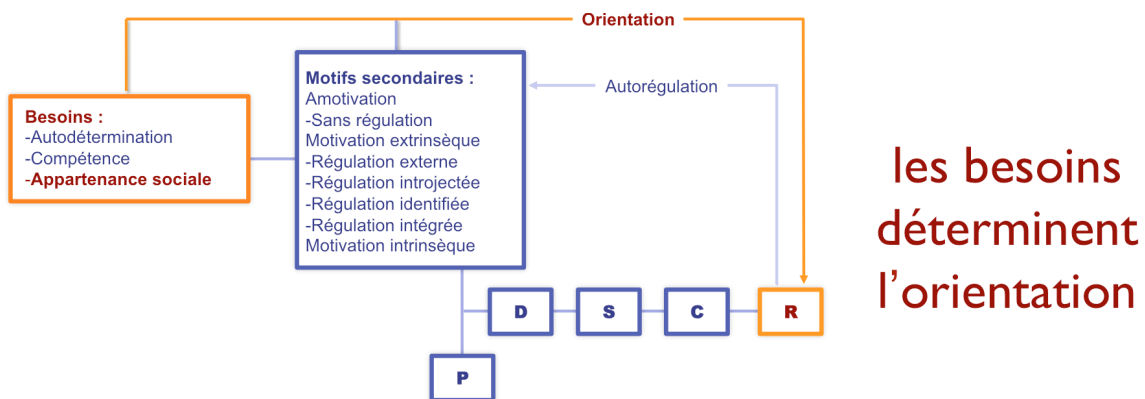 Orientation
Besoins :
-Autodétermination
-Compétence
-Appartenance sociale
Motifs secondaires :
Amotivation
-Sans régulation
Motivation extrinsèque
-Régulation externe
-Régulation introjectée
-Régulation identifiée
-Régulation intégrée
Motivation intrinsèque
Autorégulation
D
S
C
R
P
les besoins
déterminent
l’orientation